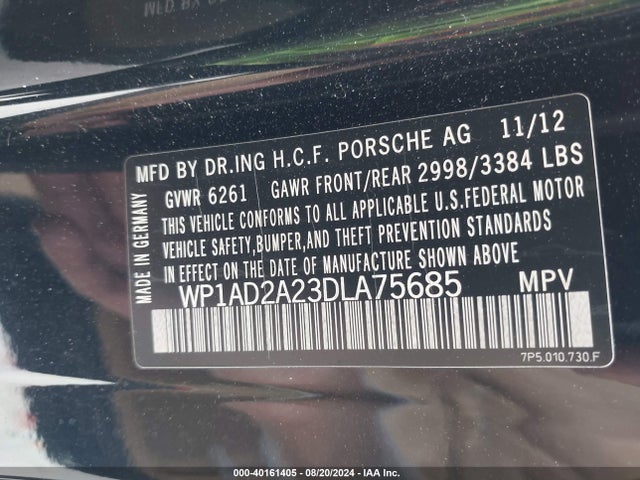 MFD BY DR.ING H.C.F. PORSCHE AG 11/12
GVWR 6261 GAWR FRONT/REAR 2998/3384 LBS
THIS VEHICLE CONFORMS TO ALL APPLICABLE U.S.FEDERAL MOTOR
VEHICLE SAFETY,BUMPER,AND THEFT PREVENTION STANDARDS
IN EFFECT ON THE DATE OF MANUFACTURE SHOWN ABOVE
MADE IN GERMANY
WP1AD2A23DLA75685 MPV
7P5.010.730.F
000-40161405 - 08/20/2024 - IAA Inc.